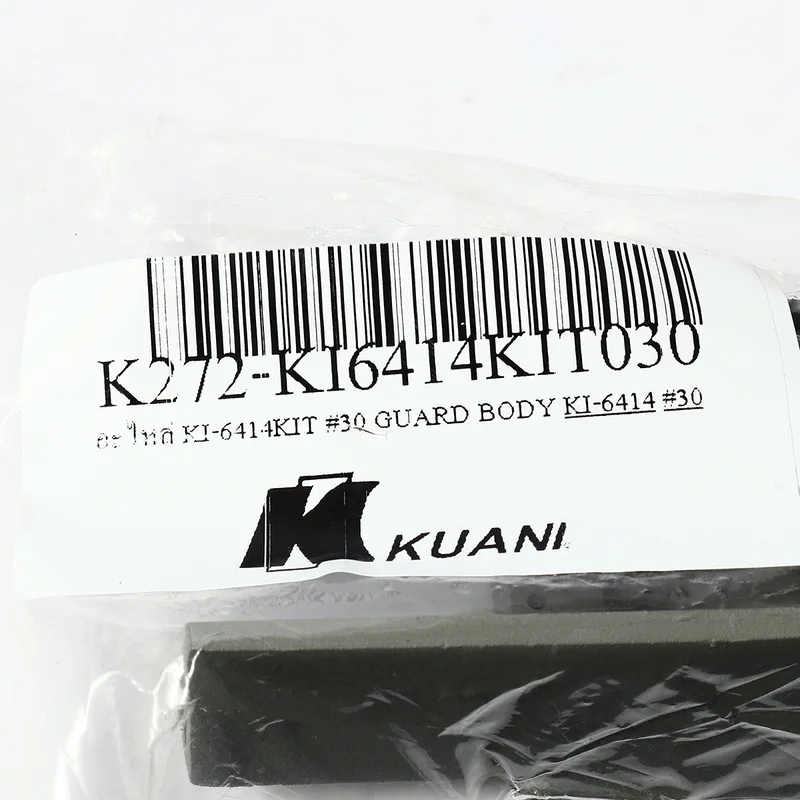 K272-KI6414KIT030
อะไหล่ KI-6414KIT #30 GUARD BODY KI-6414 #30
KUANI